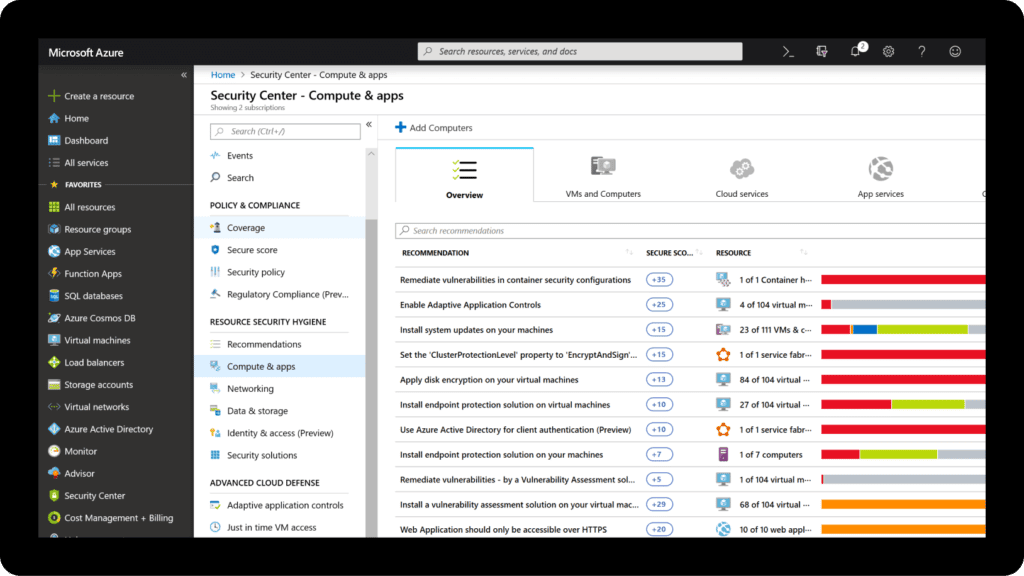 Microsoft Azure
Search resources, services, and docs
2
Home > Security Center - Compute & apps
Security Center - Compute & apps
Showing 2 subscriptions
«
Create a resource
Home
Dashboard
All services
FAVORITES
All resources
Resource groups
App Services
Function Apps
SQL databases
Azure Cosmos DB
Virtual machines
Load balancers
Storage accounts
Virtual networks
Azure Active Directory
Monitor
Advisor
Security Center
Cost Management + Billing
Search (Ctrl+/)
«
Events
Search
POLICY & COMPLIANCE
Coverage
Secure score
Security policy
Regulatory Compliance (Prev...
RESOURCE SECURITY HYGIENE
Recommendations
Compute & apps
Networking
Data & storage
Identity & access (Preview)
Security solutions
ADVANCED CLOUD DEFENSE
Adaptive application controls
Just in time VM access
Add Computers
Overview
VMs and Computers
Cloud services
App services
Search recommendations
RECOMMENDATION SECURE SCO... RESOURCE
Remediate vulnerabilities in container security configurations +35 1 of 1 Container h...
Enable Adaptive Application Controls +25 4 of 104 virtual m...
Install system updates on your machines +15 23 of 111 VMs & c...
Set the 'ClusterProtectionLevel' property to 'EncryptAndSign'... +15 1 of 1 service fabr...
Apply disk encryption on your virtual machines +13 84 of 104 virtual ...
Install endpoint protection solution on virtual machines +10 27 of 104 virtual ...
Use Azure Active Directory for client authentication (Preview) +10 1 of 1 service fabr...
Install endpoint protection solution on your machines +7 1 of 7 computers
Remediate vulnerabilities - by a Vulnerability Assessment sol... +5 1 of 104 virtual m...
Install a vulnerability assessment solution on your virtual mac... +29 68 of 104 virtual ...
Web Application should only be accessible over HTTPS +20 10 of 10 web appl...